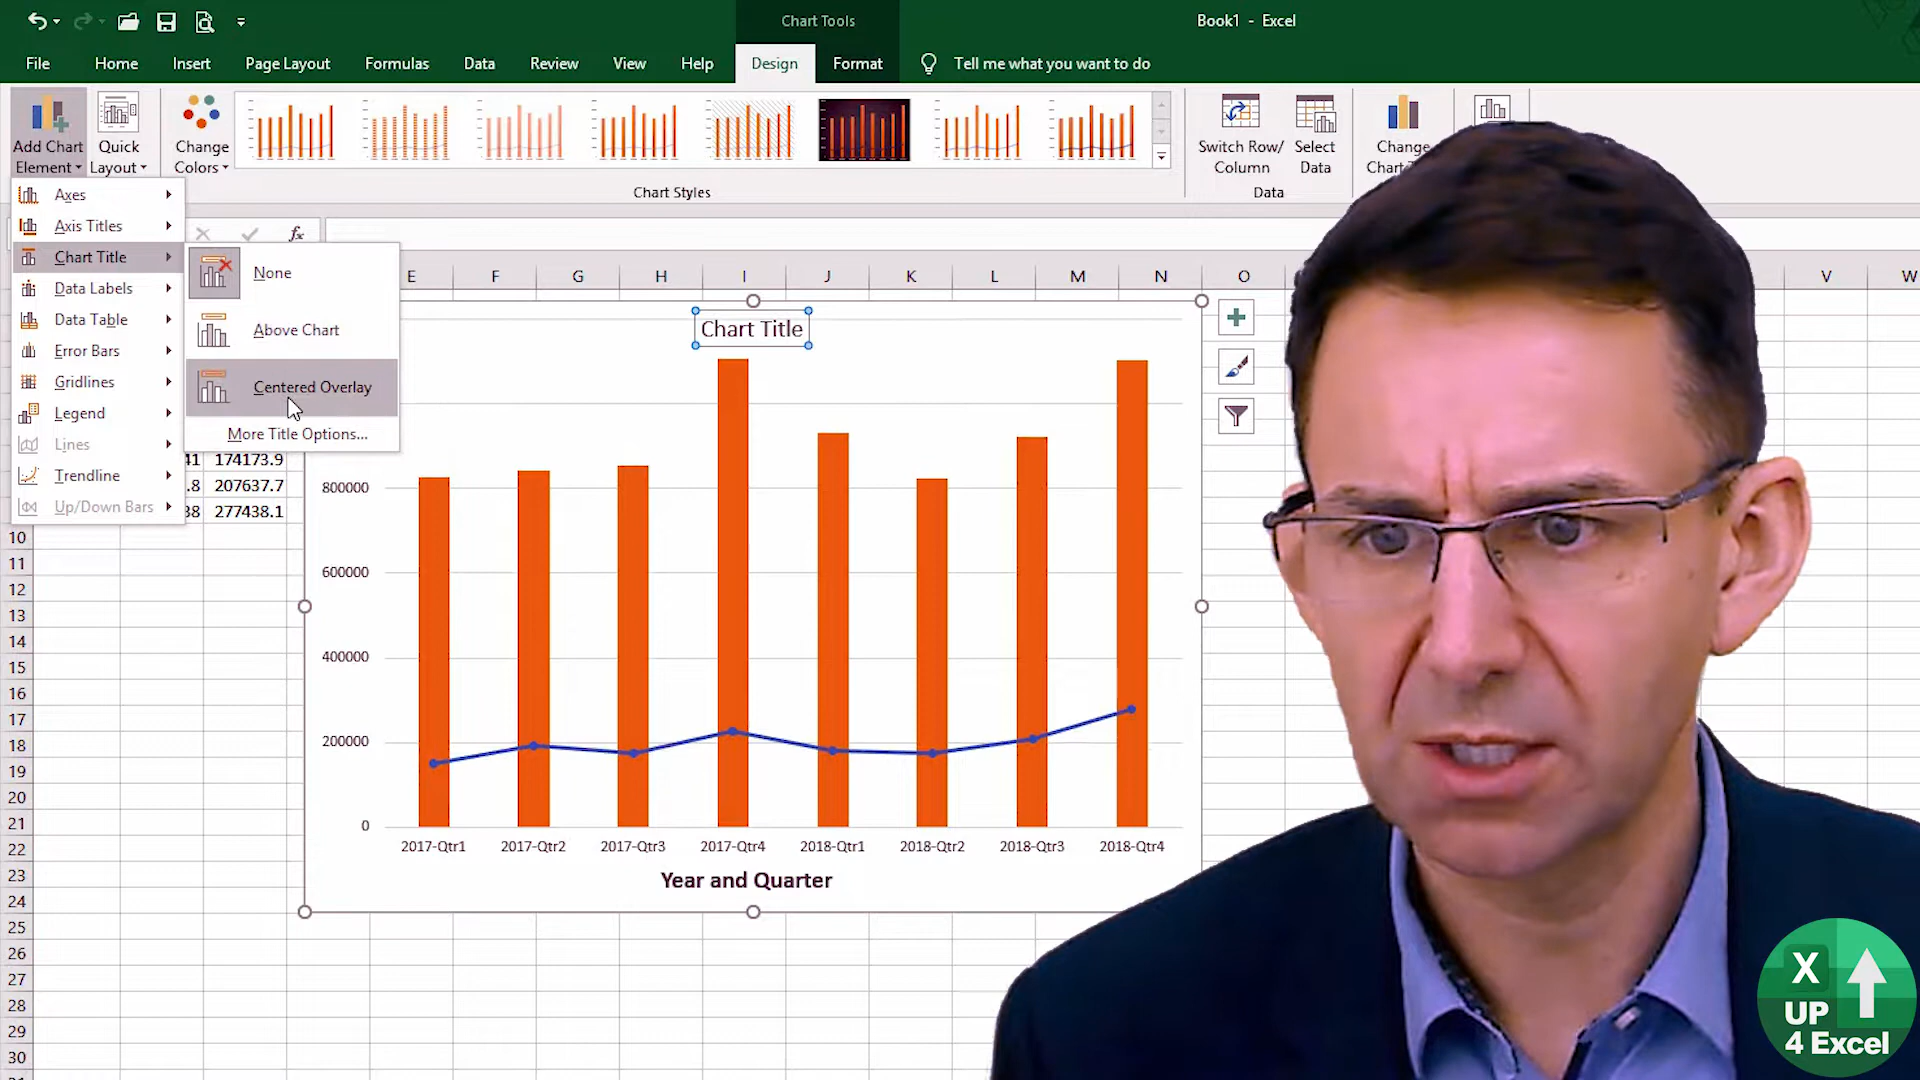 Chart Tools
Book1 - Excel
File Home Insert Page Layout Formulas Data Review View Help Design Format Tell me what you want to do
Add Chart Element
Quick Layout
Change Colors
Chart Styles
Switch Row/ Column
Select Data
Data
Change
Chart
fx
Axes
Axis Titles
Chart Title
Data Labels
Data Table
Error Bars
Gridlines
Legend
Lines
Trendline
Up/Down Bars
None
Above Chart
Centered Overlay
More Title Options...
E F G H I J K L M N O V W
41 174173.9
.8 207637.7
38 277438.1
10
11
12
13
14
15
16
17
18
19
20
21
22
23
24
25
26
27
28
29
30
Chart Title
800000
600000
400000
200000
0
2017-Qtr1 2017-Qtr2 2017-Qtr3 2017-Qtr4 2018-Qtr1 2018-Qtr2 2018-Qtr3 2018-Qtr4
Year and Quarter
X
UP
4 Excel